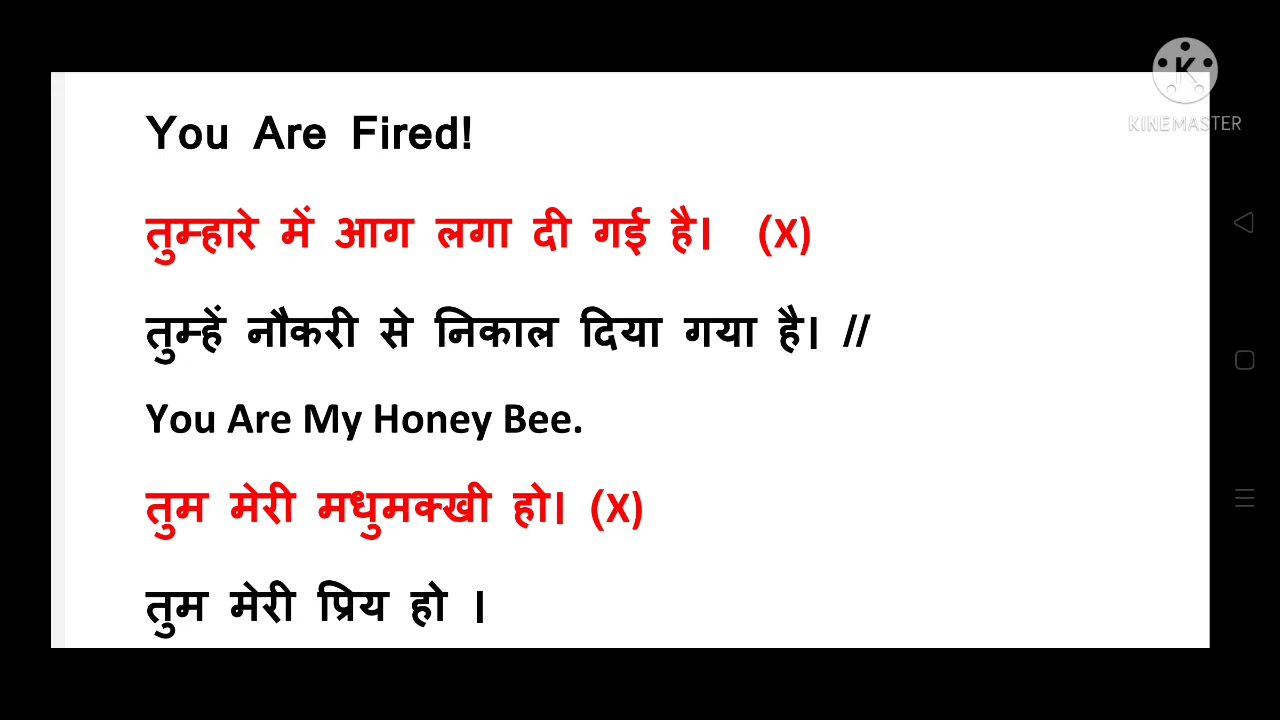 You Are Fired!
KINEMASTER
तुम्हारे में आग लगा दी गई है। (X)
तुम्हें नौकरी से निकाल दिया गया है। //
You Are My Honey Bee.
तुम मेरी मधुमक्खी हो। (X)
तुम मेरी प्रिय हो ।